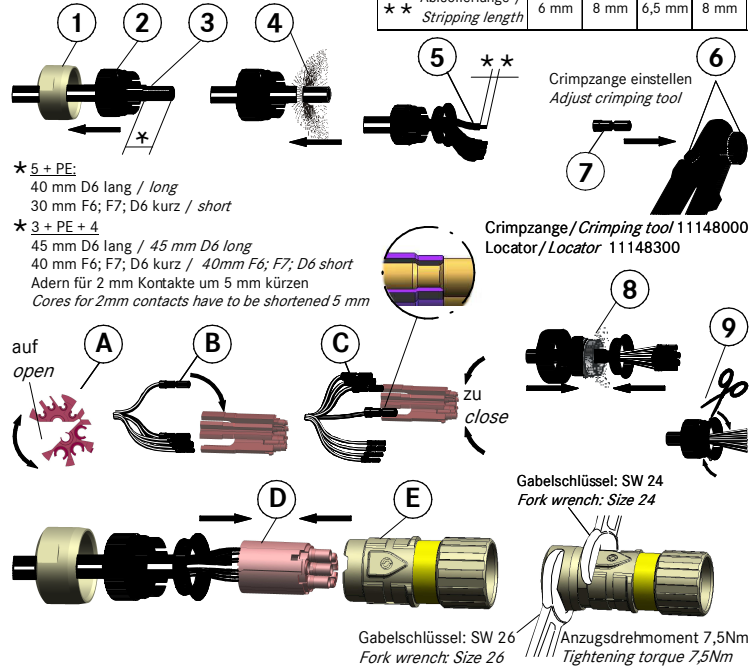 ** Abisolierlänge /
Stripping length 6 mm 8 mm 6,5 mm 8 mm
1
2
3
4
*
5
**
Crimpzange einstellen
Adjust crimping tool
6
7
* 5 + PE:
40 mm D6 lang / long
30 mm F6; F7; D6 kurz / short
* 3 + PE + 4
45 mm D6 lang / 45 mm D6 long
40 mm F6; F7; D6 kurz / 40mm F6; F7; D6 short
Adern für 2 mm Kontakte um 5 mm kürzen
Cores for 2mm contacts have to be shortened 5 mm
Crimpzange/Crimping tool 11148000
Locator/Locator 11148300
8
9
auf
open
A
B
C
zu
close
D
E
Gabelschlüssel: SW 24
Fork wrench: Size 24
Gabelschlüssel: SW 26
Fork wrench: Size 26
Anzugsdrehmoment 7,5Nm
Tightening torque 7,5Nm